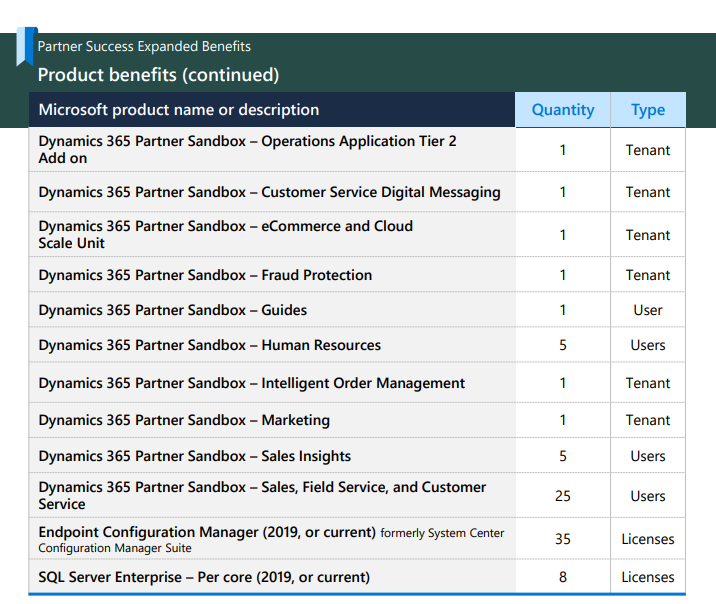 Partner Success Expanded Benefits
Product benefits (continued)
Microsoft product name or description Quantity Type
Dynamics 365 Partner Sandbox – Operations Application Tier 2
Add on
1 Tenant
Dynamics 365 Partner Sandbox – Customer Service Digital Messaging 1 Tenant
Dynamics 365 Partner Sandbox – eCommerce and Cloud
Scale Unit
1 Tenant
Dynamics 365 Partner Sandbox – Fraud Protection 1 Tenant
Dynamics 365 Partner Sandbox – Guides 1 User
Dynamics 365 Partner Sandbox – Human Resources 5 Users
Dynamics 365 Partner Sandbox – Intelligent Order Management 1 Tenant
Dynamics 365 Partner Sandbox – Marketing 1 Tenant
Dynamics 365 Partner Sandbox – Sales Insights 5 Users
Dynamics 365 Partner Sandbox – Sales, Field Service, and Customer
Service
25 Users
Endpoint Configuration Manager (2019, or current) formerly System Center
Configuration Manager Suite
35 Licenses
SQL Server Enterprise – Per core (2019, or current) 8 Licenses